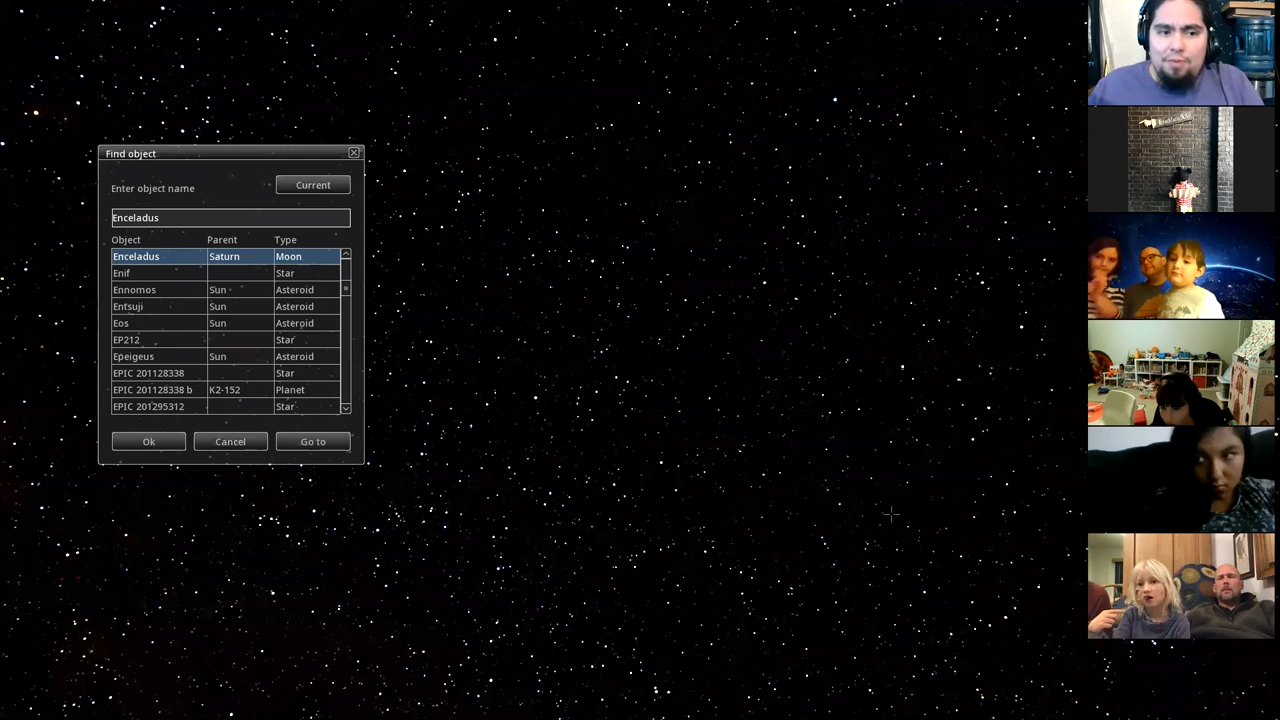 Find object
Enter object name
Current
Enceladus
Object Parent Type
Enceladus Saturn Moon
Enif Star
Ennomos Sun Asteroid
Entsuji Sun Asteroid
Eos Sun Asteroid
EP212 Star
Epeigeus Sun Asteroid
EPIC 201128338 Star
EPIC 201128338 b K2-152 Planet
EPIC 201295312 Star
Ok Cancel Go to